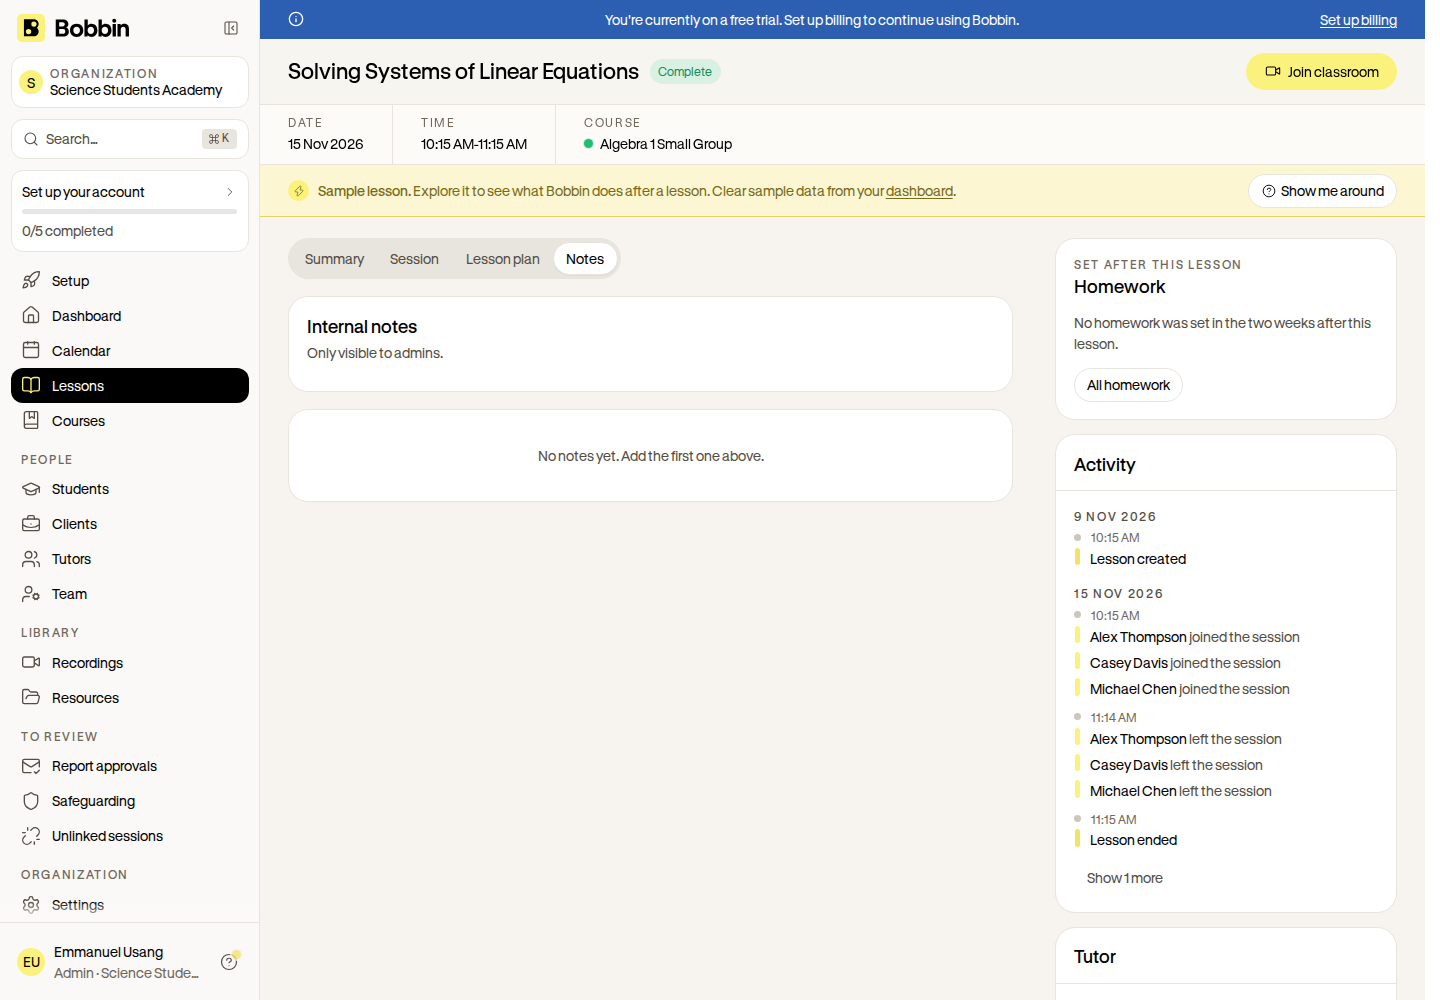 Bobbin
ORGANIZATION
S
Science Students Academy
Search...
⌘K
Set up your account
0/5 completed
Setup
Dashboard
Calendar
Lessons
Courses
PEOPLE
Students
Clients
Tutors
Team
LIBRARY
Recordings
Resources
TO REVIEW
Report approvals
Safeguarding
Unlinked sessions
ORGANIZATION
Settings
EU
Emmanuel Usang
Admin · Science Stude...
You're currently on a free trial. Set up billing to continue using Bobbin.
Set up billing
Solving Systems of Linear Equations
Complete
Join classroom
DATE
15 Nov 2026
TIME
10:15 AM-11:15 AM
COURSE
Algebra 1 Small Group
Sample lesson. Explore it to see what Bobbin does after a lesson. Clear sample data from your dashboard.
Show me around
Summary
Session
Lesson plan
Notes
Internal notes
Only visible to admins.
No notes yet. Add the first one above.
SET AFTER THIS LESSON
Homework
No homework was set in the two weeks after this
lesson.
All homework
Activity
9 NOV 2026
10:15 AM
Lesson created
15 NOV 2026
10:15 AM
Alex Thompson joined the session
Casey Davis joined the session
Michael Chen joined the session
11:14 AM
Alex Thompson left the session
Casey Davis left the session
Michael Chen left the session
11:15 AM
Lesson ended
Show 1 more
Tutor